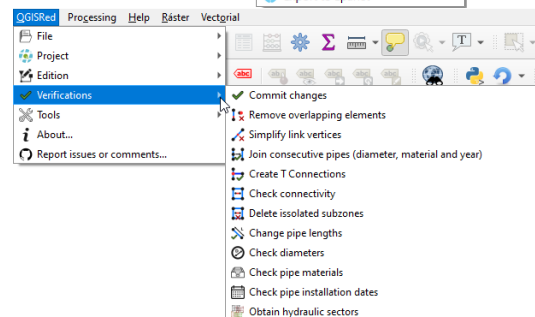 QGISRed Processing Help Ráster Vectorial
File
Project
Edition
Verifications
Tools
About...
Report issues or comments...
abc
Commit changes
Remove overlapping elements
Simplify link vertices
Join consecutive pipes (diameter, material and year)
Create T Connections
Check connectivity
Delete issolated subzones
Change pipe lengths
Check diameters
Check pipe materials
Check pipe installation dates
Obtain hydraulic sectors